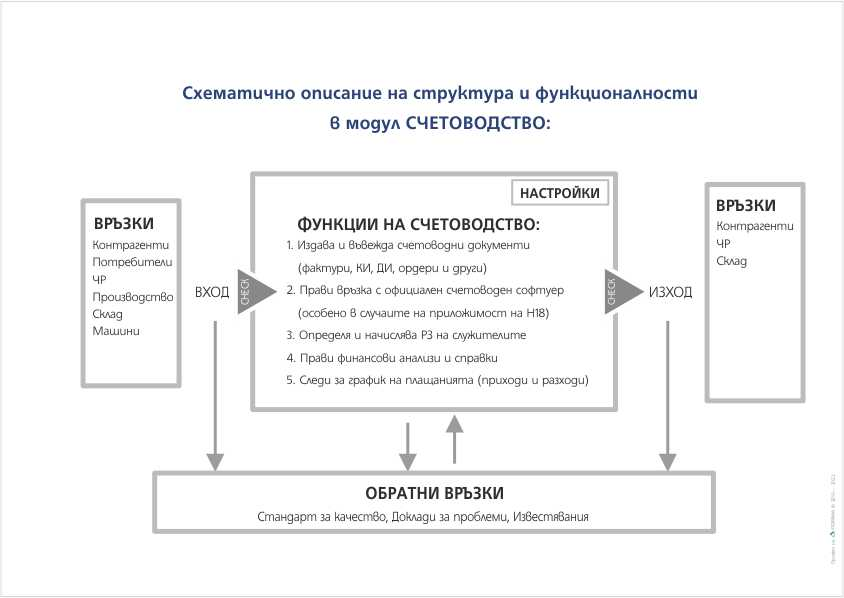 Схематично описание на структура и функционалности
в модул СЧЕТОВОДСТВО:
ВРЪЗКИ
Контрагенти
Потребители
ЧР
Производство
Склад
Машини
ВХОД
CHECK
НАСТРОЙКИ
ФУНКЦИИ НА СЧЕТОВОДСТВО:
1. Издава и въвежда счетоводни документи
(фактури, КИ, ДИ, ордери и други)
2. Прави връзка с официален счетоводен софтуер
(особено в случаите на приложимост на Н18)
3. Определя и начислява РЗ на служителите
4. Прави финансови анализи и справки
5. Следи за график на плащанията (приходи и разходи)
CHECK
ИЗХОД
ВРЪЗКИ
Контрагенти
ЧР
Склад
ОБРАТНИ ВРЪЗКИ
Стандарт за качество, Доклади за проблеми, Известявания